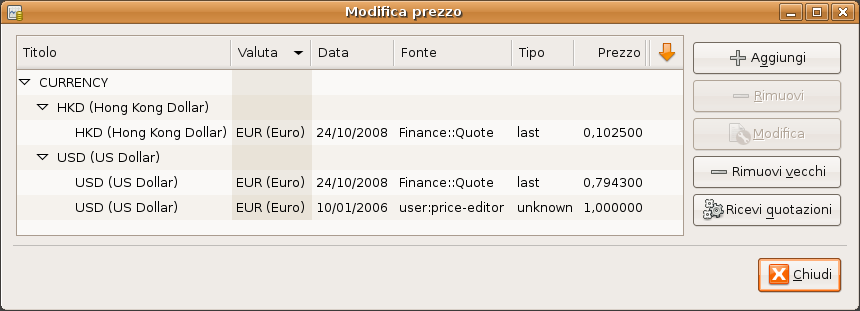 Modifica prezzo
Titolo Valuta Data Fonte Tipo Prezzo
CURRENCY
HKD (Hong Kong Dollar)
HKD (Hong Kong Dollar) EUR (Euro) 24/10/2008 Finance::Quote last 0,102500
USD (US Dollar)
USD (US Dollar) EUR (Euro) 24/10/2008 Finance::Quote last 0,794300
USD (US Dollar) EUR (Euro) 10/01/2006 user:price-editor unknown 1,000000
Aggiungi
Rimuovi
Modifica
Rimuovi vecchi
Ricevi quotazioni
Chiudi